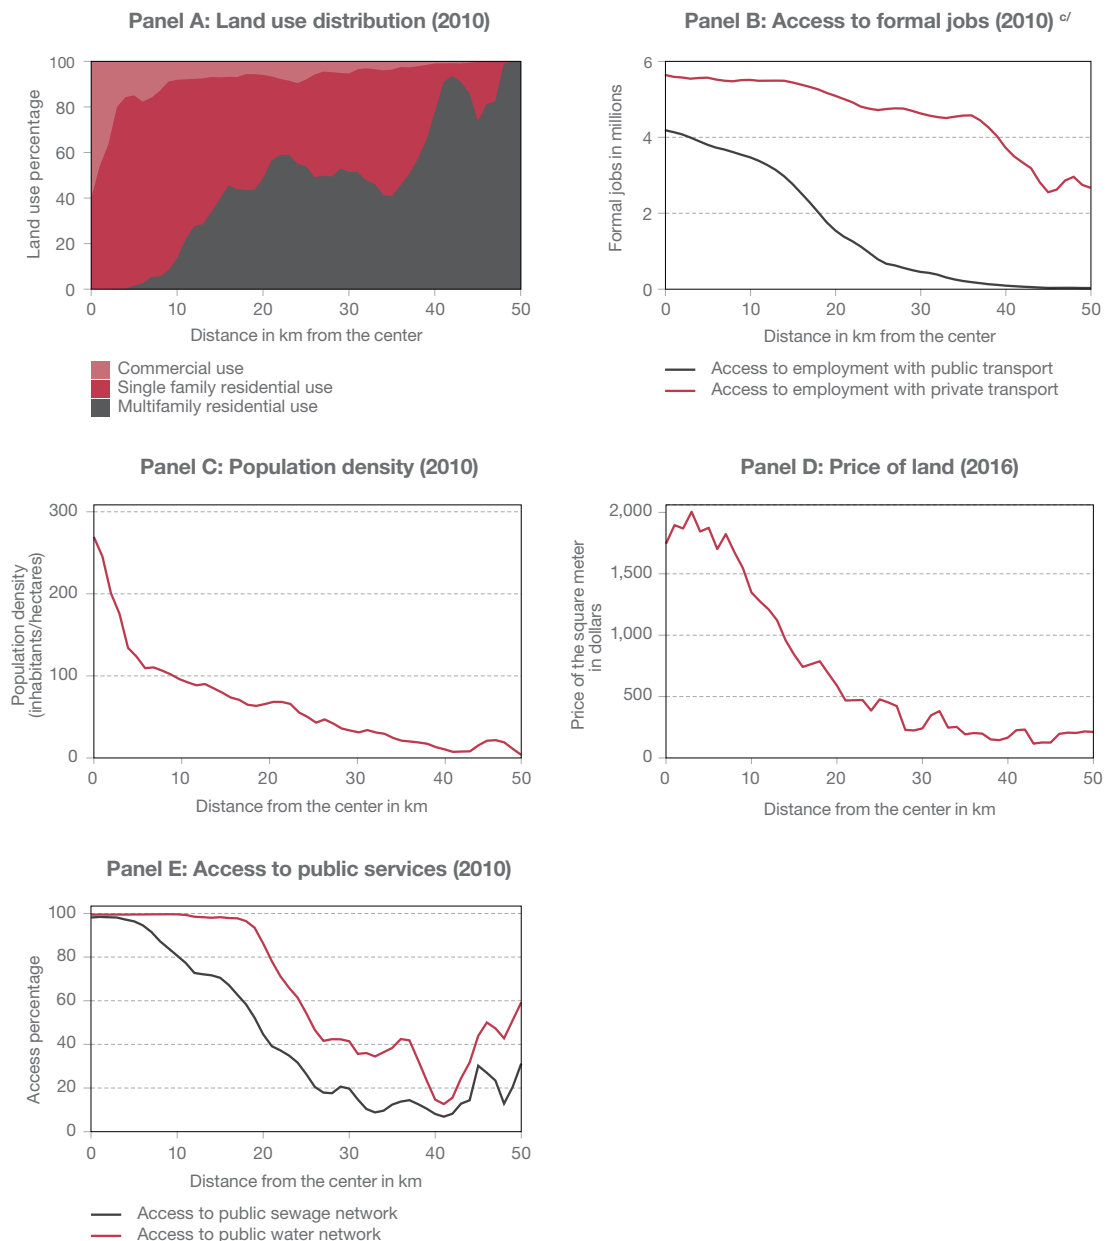 Panel A: Land use distribution (2010)
Land use percentage
100
80
60
40
20
0
0 10 20 30 40 50
Distance in km from the center
Commercial use
Single family residential use
Multifamily residential use
Panel B: Access to formal jobs (2010) c/
Formal jobs in millions
6
4
2
0
0 10 20 30 40 50
Distance in km from the center
Access to employment with public transport
Access to employment with private transport
Panel C: Population density (2010)
Population density
(inhabitants/hectares)
300
200
100
0
0 10 20 30 40 50
Distance from the center in km
Panel D: Price of land (2016)
Price of the square meter
in dollars
2,000
1,500
1,000
500
0
0 10 20 30 40 50
Distance from the center in km
Panel E: Access to public services (2010)
Access percentage
100
80
60
40
20
0
0 10 20 30 40 50
Distance from the center in km
Access to public sewage network
Access to public water network